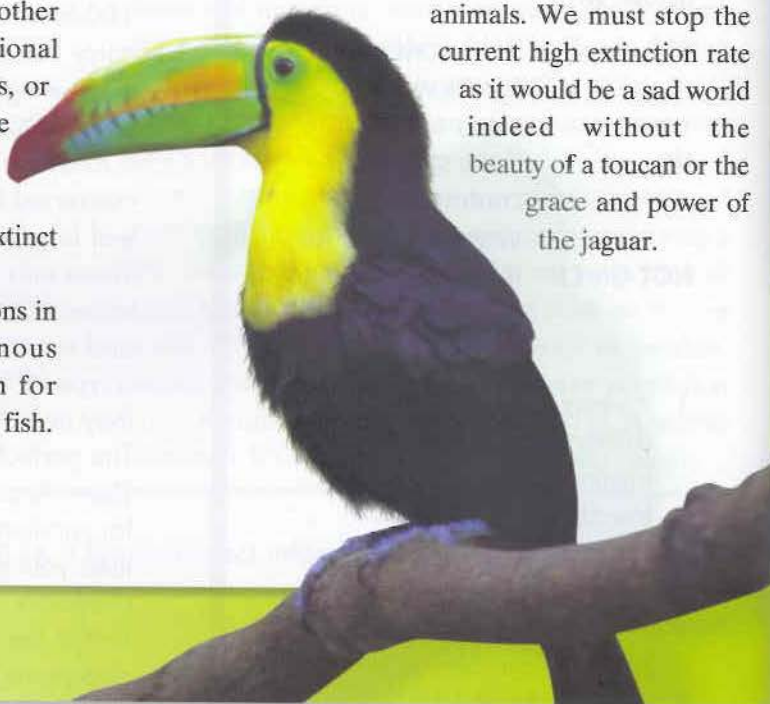 other
ional
s, or
e
xtinct
ons in
nous
n for
fish.
animals. We must stop the
current high extinction rate
as it would be a sad world
indeed without the
beauty of a toucan or the
grace and power of
the jaguar.